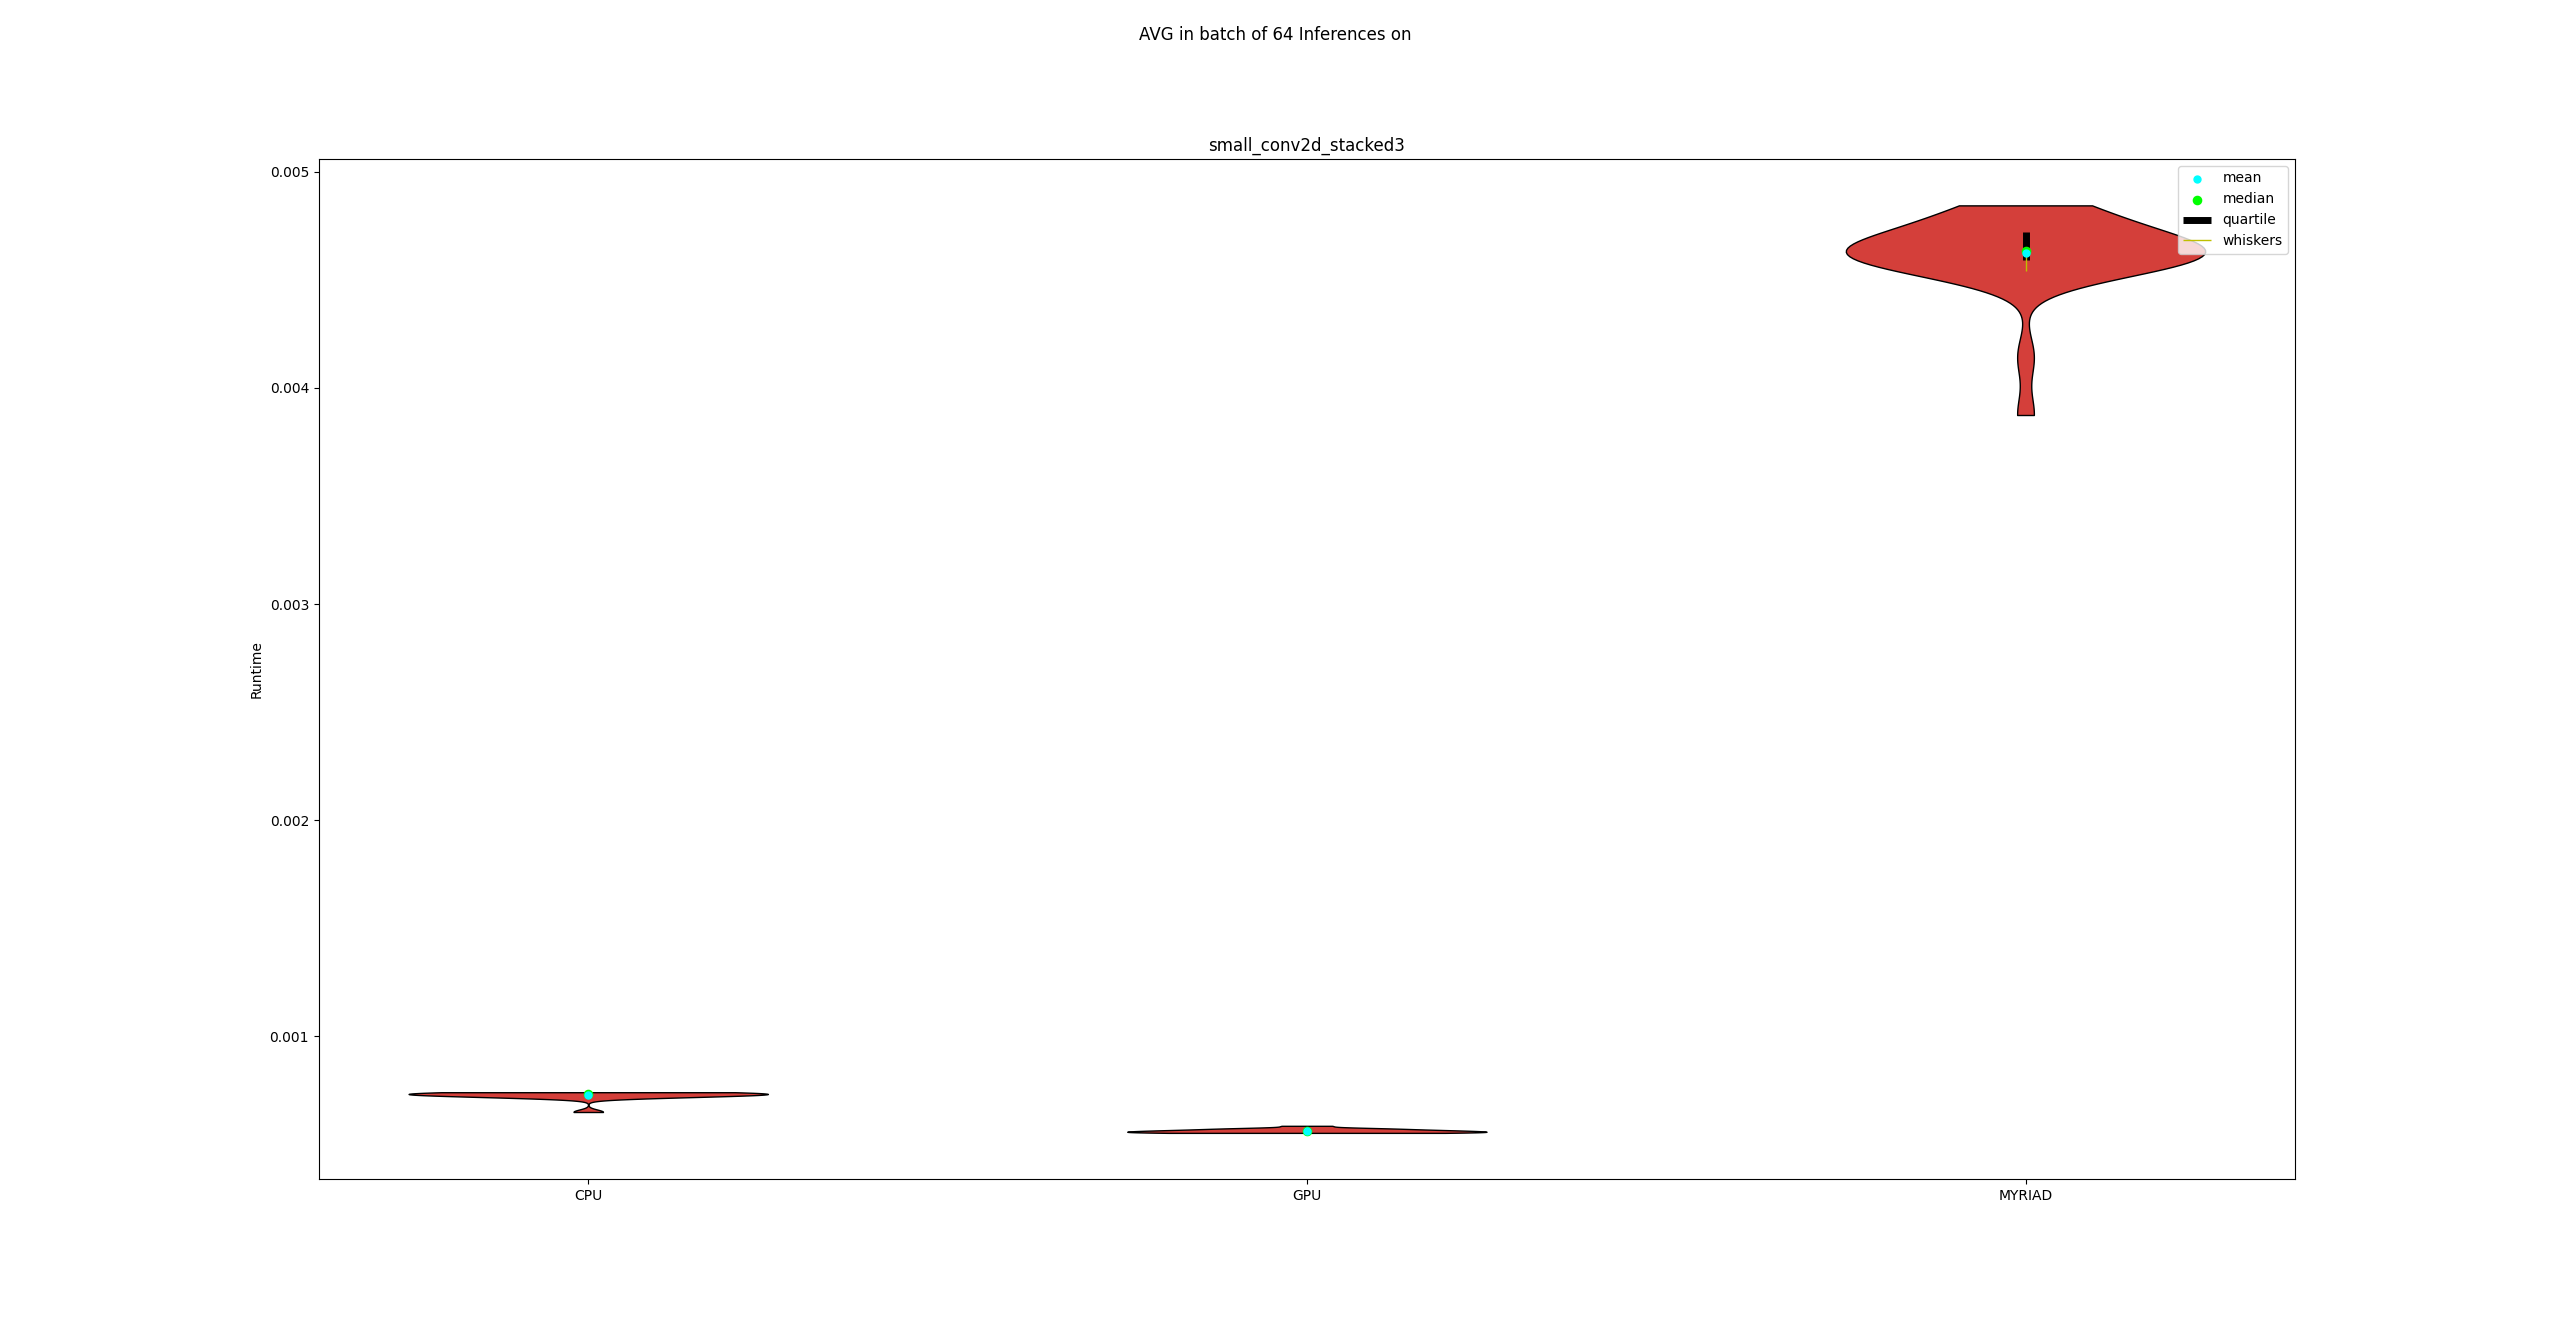 AVG in batch of 64 Inferences on
small_conv2d_stacked3
0.005
0.004
0.003
0.002
0.001
Runtime
mean
median
quartile
whiskers
CPU
GPU
MYRIAD